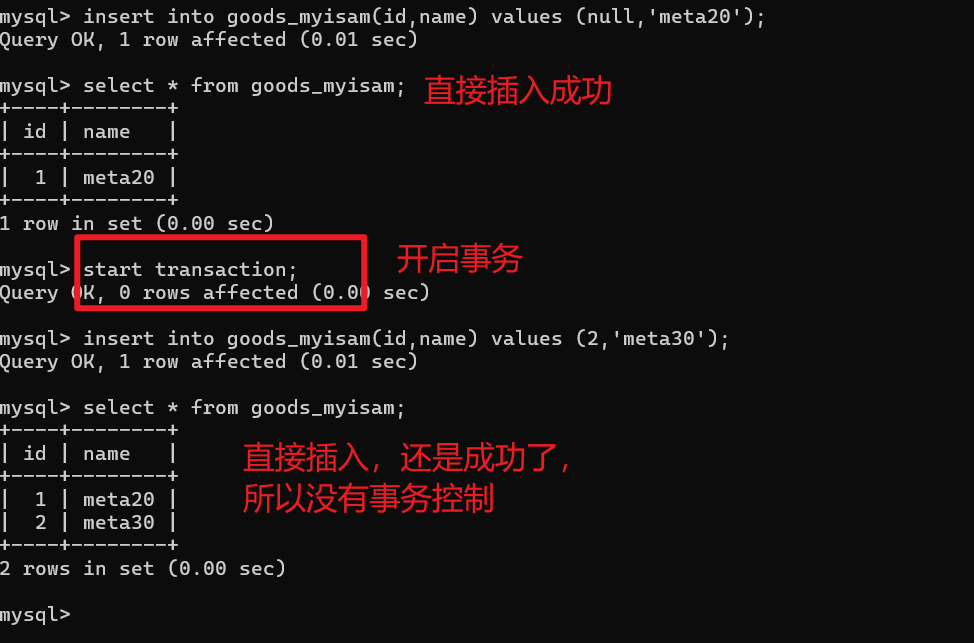 mysql> insert into goods_myisam(id,name) values (null,'meta20');
Query OK, 1 row affected (0.01 sec)
mysql> select * from goods_myisam; 直接插入成功
+----+--------+
| id | name   |
+----+--------+
|  1 | meta20 |
+----+--------+
1 row in set (0.00 sec)
mysql> start transaction; 开启事务
Query OK, 0 rows affected (0.00 sec)
mysql> insert into goods_myisam(id,name) values (2,'meta30');
Query OK, 1 row affected (0.01 sec)
mysql> select * from goods_myisam;
+----+--------+
| id | name   |
+----+--------+
|  1 | meta20 |
|  2 | meta30 |
+----+--------+
直接插入，还是成功了，
所以没有事务控制
2 rows in set (0.00 sec)
mysql>